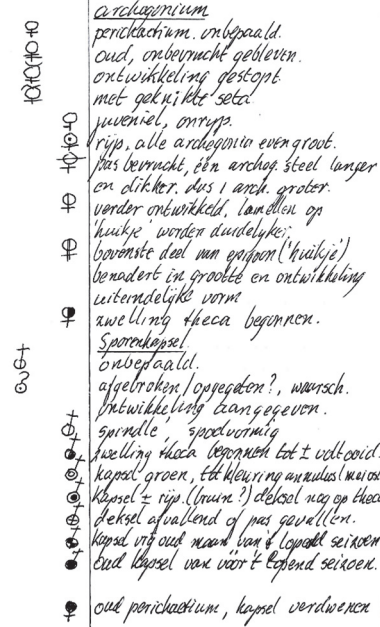 archegonium
perichaetium. onbepaald.
oud, onbevrucht gebleven.
ontwikkeling gestopt
met geknikte seta
juveniel, onrijp.
rijp, alle archegonia even groot.
pas bevrucht, één archeg. steel langer
en dikker, dus 1 arch. groter.
verder ontwikkeld, lamellen op
'huikje' worden duidelijker.
bovenste deel van epigoon ('huikje')
benadert in grootte en ontwikkeling
uiteindelijke vorm
zwelling theca begonnen.
Sporenkapsel
onbepaald.
afgebroken/opgegeten?, waarsch.
ontwikkeling aangegeven.
'spindle', spoelvormig
zwelling theca begonnen tot ± voltooid.
kapsel groen, tot kleuring annulus (meiose
kapsel ± rijp. (bruin?) deksel nog op theca
deksel afvallend of pas gevallen.
kapsel vrij oud maar van 't lopend seizoen
oud kapsel van vóór 't lopend seizoen.
oud perichaetium, kapsel verdwenen